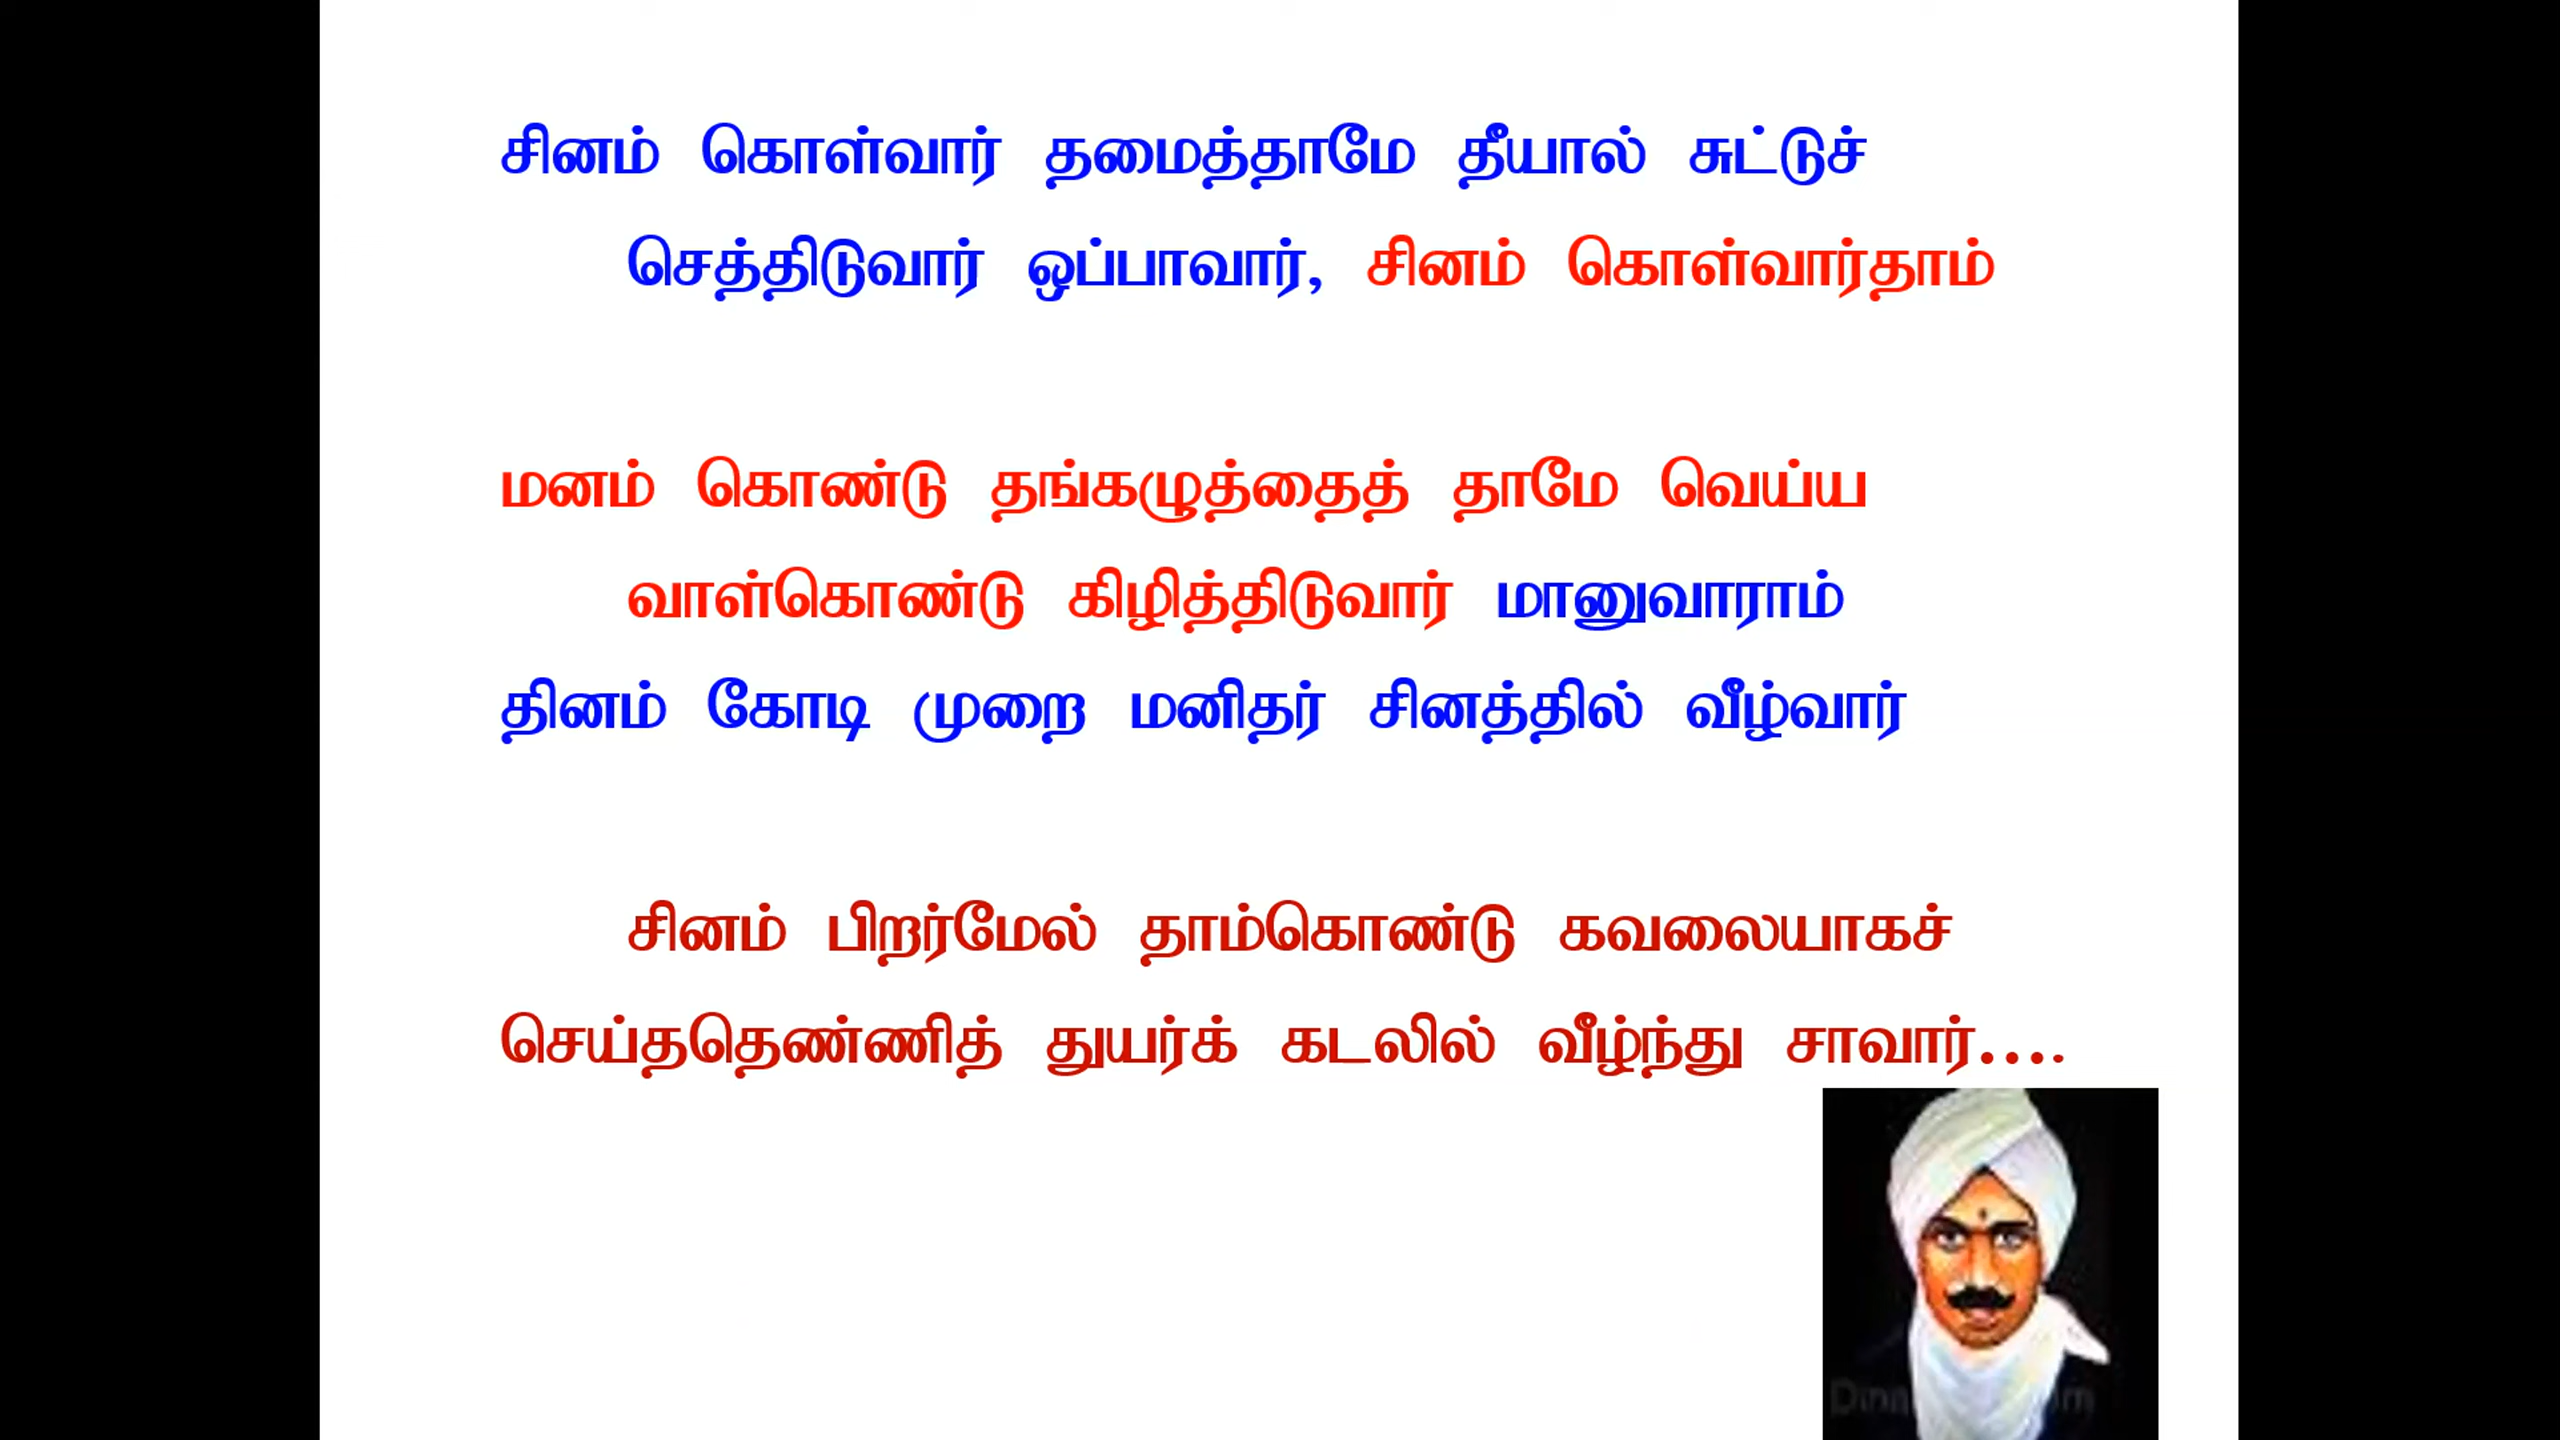 சினம் கொள்வார் தமைத்தாமே தீயால் சுட்டுச்
செத்திடுவார் ஒப்பாவார், சினம் கொள்வார்தாம்
மனம் கொண்டு தங்கழுத்தைத் தாமே வெய்ய
வாள்கொண்டு கிழித்திடுவார் மானுவாராம்
தினம் கோடி முறை மனிதர் சினத்தில் வீழ்வார்
சினம் பிறர்மேல் தாம்கொண்டு கவலையாகச்
செய்ததெண்ணித் துயர்க் கடலில் வீழ்ந்து சாவார்....